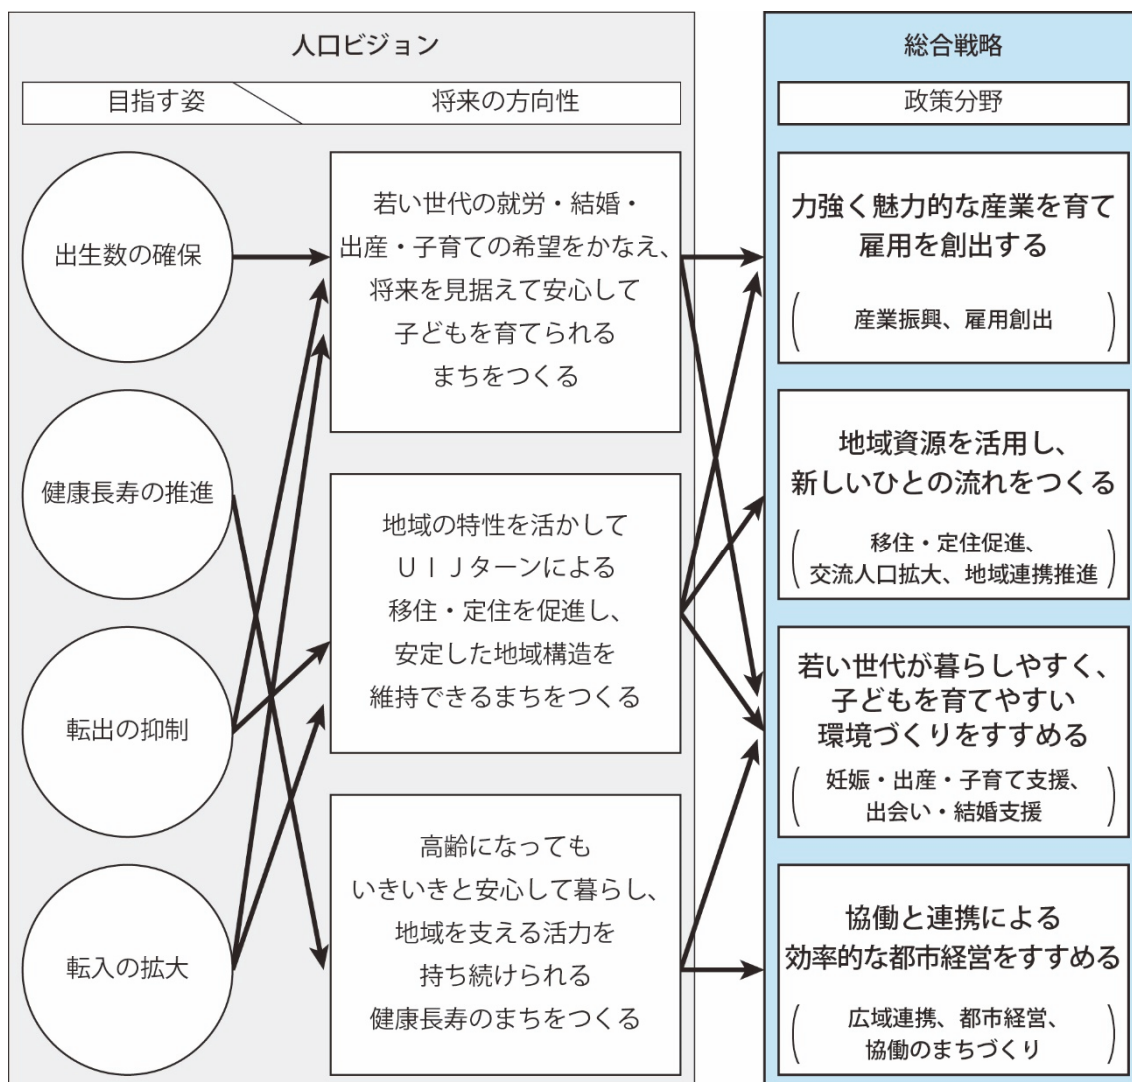 人口ビジョン
目指す姿
将来の方向性
出生数の確保
健康長寿の推進
転出の抑制
転入の拡大
若い世代の就労・結婚・
出産・子育ての希望をかなえ、
将来を見据えて安心して
子どもを育てられる
まちをつくる
地域の特性を活かして
ＵＩＪターンによる
移住・定住を促進し、
安定した地域構造を
維持できるまちをつくる
高齢になっても
いきいきと安心して暮らし、
地域を支える活力を
持ち続けられる
健康長寿のまちをつくる
総合戦略
政策分野
力強く魅力的な産業を育て
雇用を創出する
（産業振興、雇用創出）
地域資源を活用し、
新しいひとの流れをつくる
（移住・定住促進、
交流人口拡大、地域連携推進）
若い世代が暮らしやすく、
子どもを育てやすい
環境づくりをすすめる
（妊娠・出産・子育て支援、
出会い・結婚支援）
協働と連携による
効率的な都市経営をすすめる
（広域連携、都市経営、
協働のまちづくり）